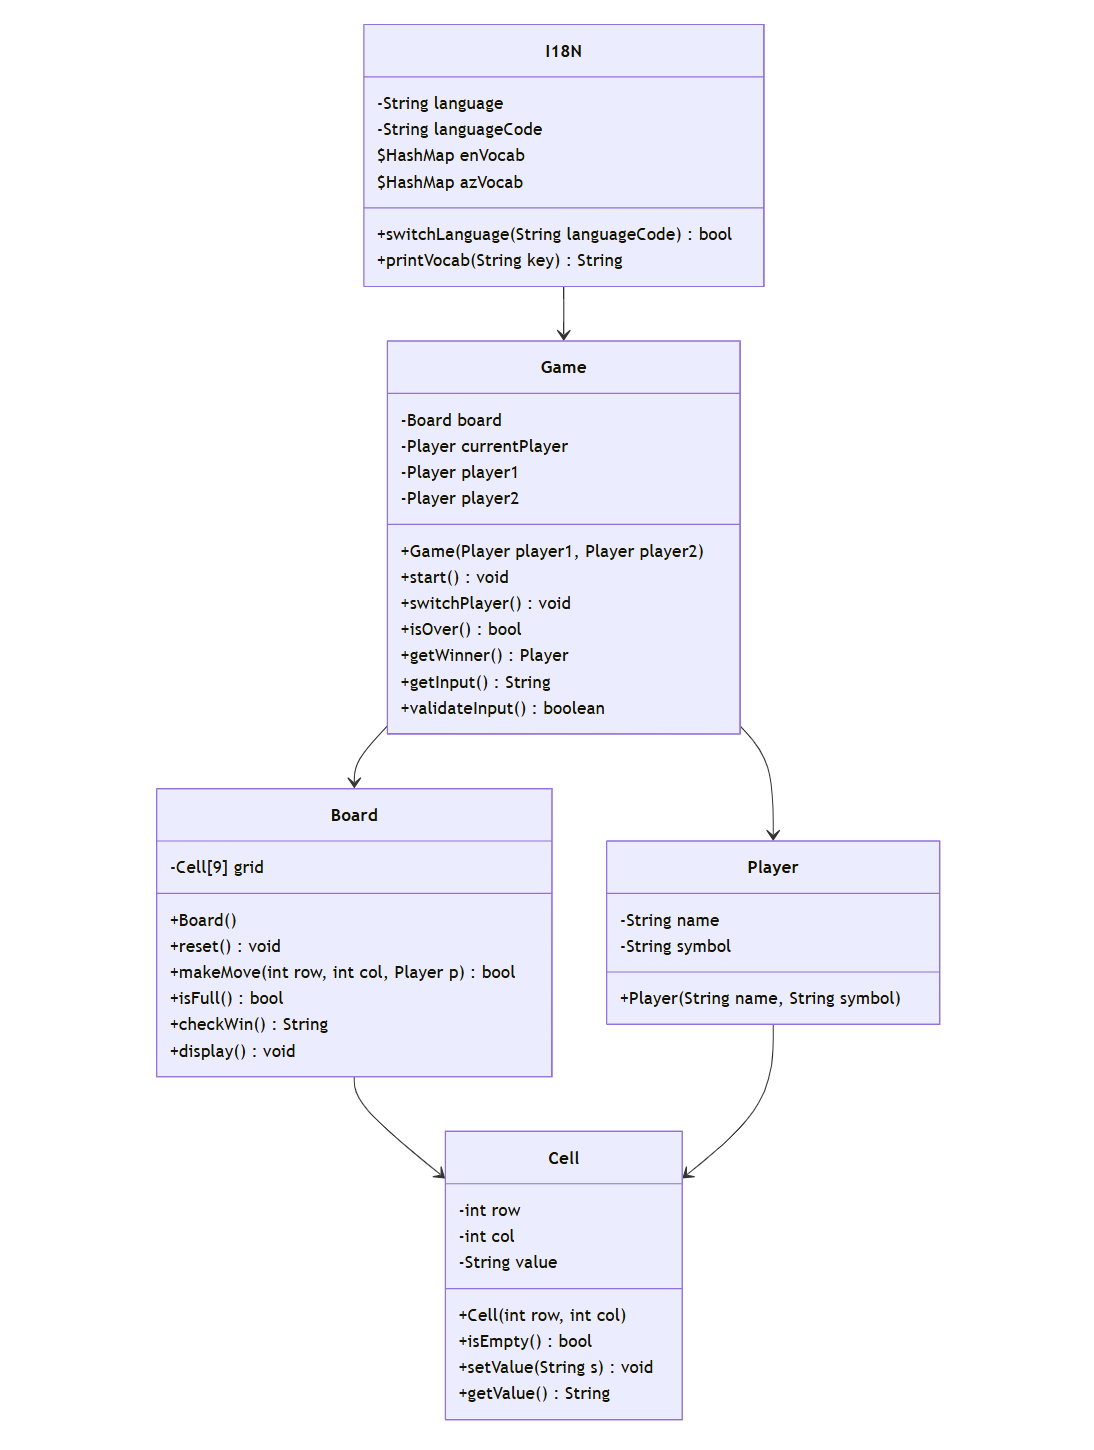 I18N
-String language
-String languageCode
$HashMap enVocab
$HashMap azVocab
+switchLanguage(String languageCode) : bool
+printVocab(String key) : String
Game
-Board board
-Player currentPlayer
-Player player1
-Player player2
+Game(Player player1, Player player2)
+start() : void
+switchPlayer() : void
+isOver() : bool
+getWinner() : Player
+getInput() : String
+validateInput() : boolean
Board
-Cell[9] grid
+Board()
+reset() : void
+makeMove(int row, int col, Player p) : bool
+isFull() : bool
+checkWin() : String
+display() : void
Player
-String name
-String symbol
+Player(String name, String symbol)
Cell
-int row
-int col
-String value
+Cell(int row, int col)
+isEmpty() : bool
+setValue(String s) : void
+getValue() : String